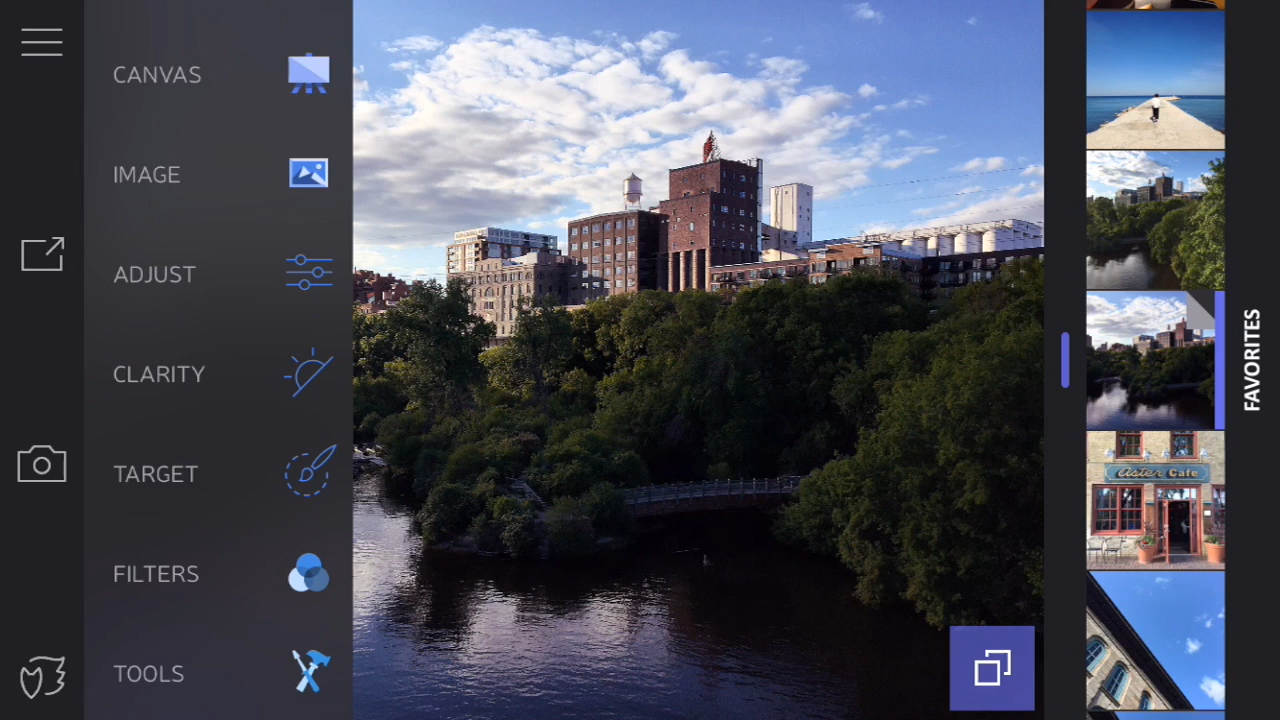 CANVAS
IMAGE
ADJUST
CLARITY
TARGET
FILTERS
TOOLS
Aster Cafe
FAVORITES